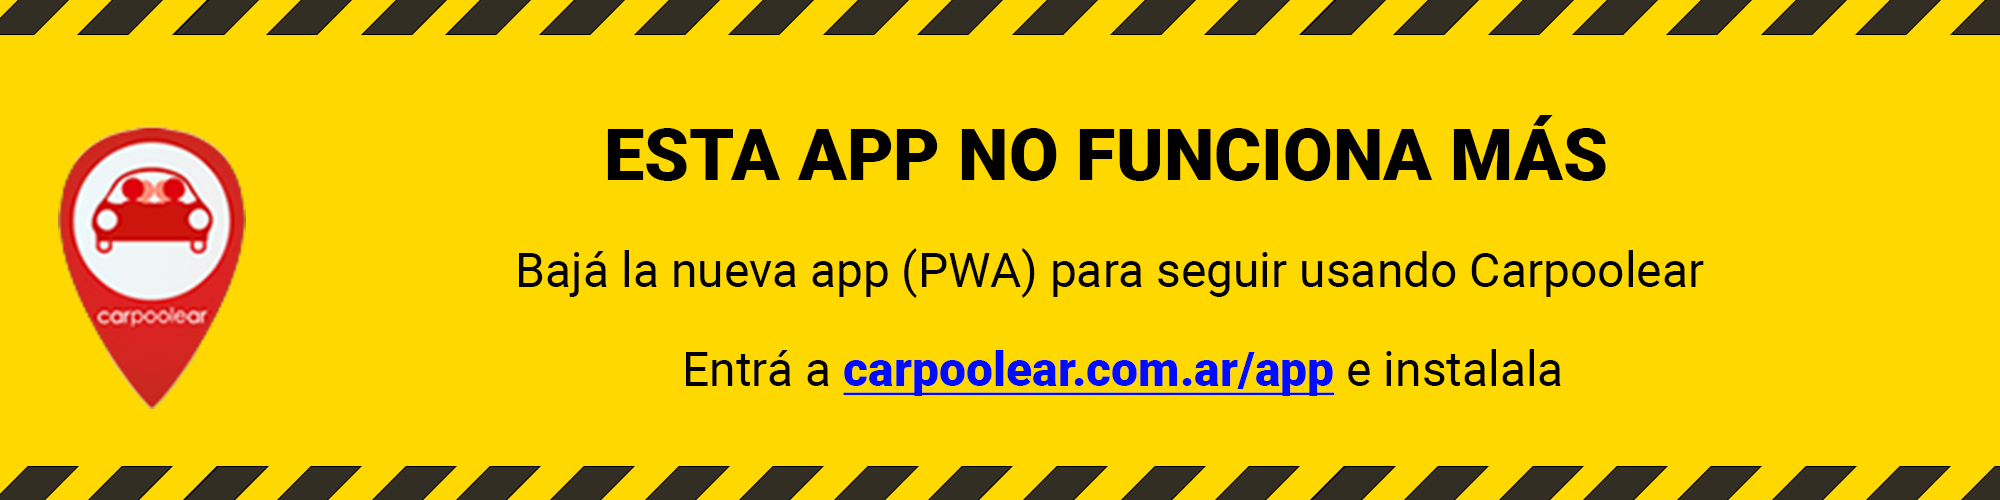 carpoolear
ESTA APP NO FUNCIONA MÁS
Bajá la nueva app (PWA) para seguir usando Carpoolear
Entrá a carpoolear.com.ar/app e instalala